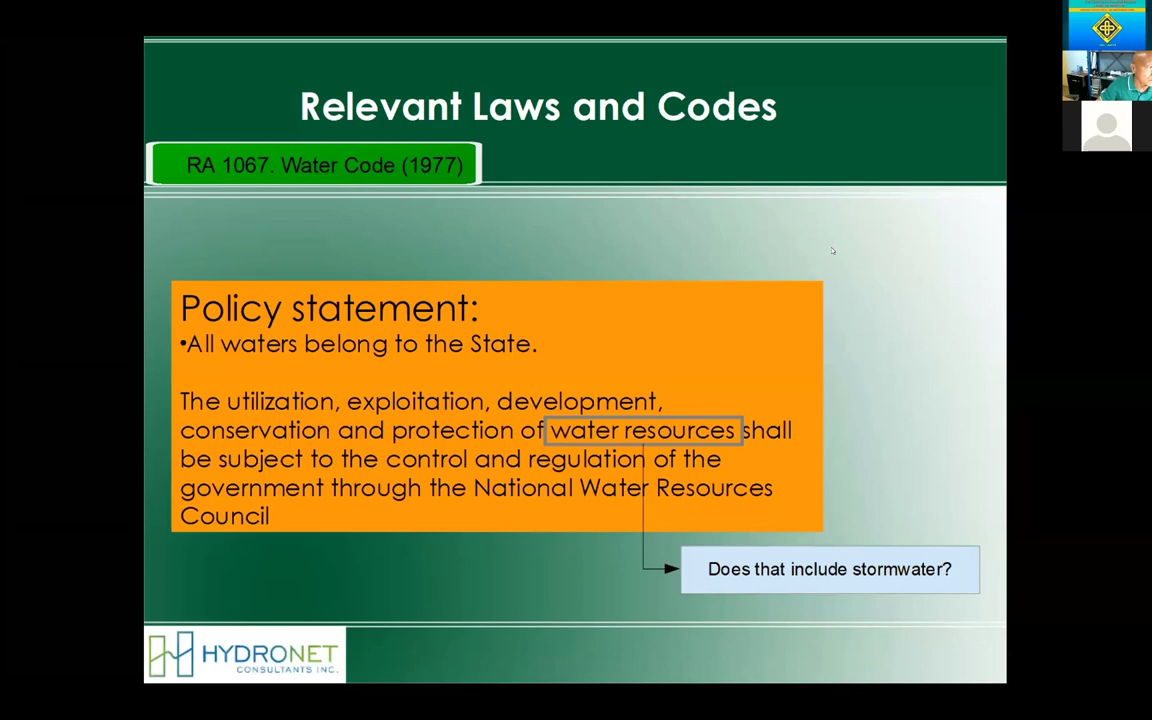 Relevant Laws and Codes
RA 1067. Water Code (1977)
Policy statement:
•All waters belong to the State.
The utilization, exploitation, development,
conservation and protection of water resources shall
be subject to the control and regulation of the
government through the National Water Resources
Council
Does that include stormwater?
HYDRONET
CONSULTANTS INC.